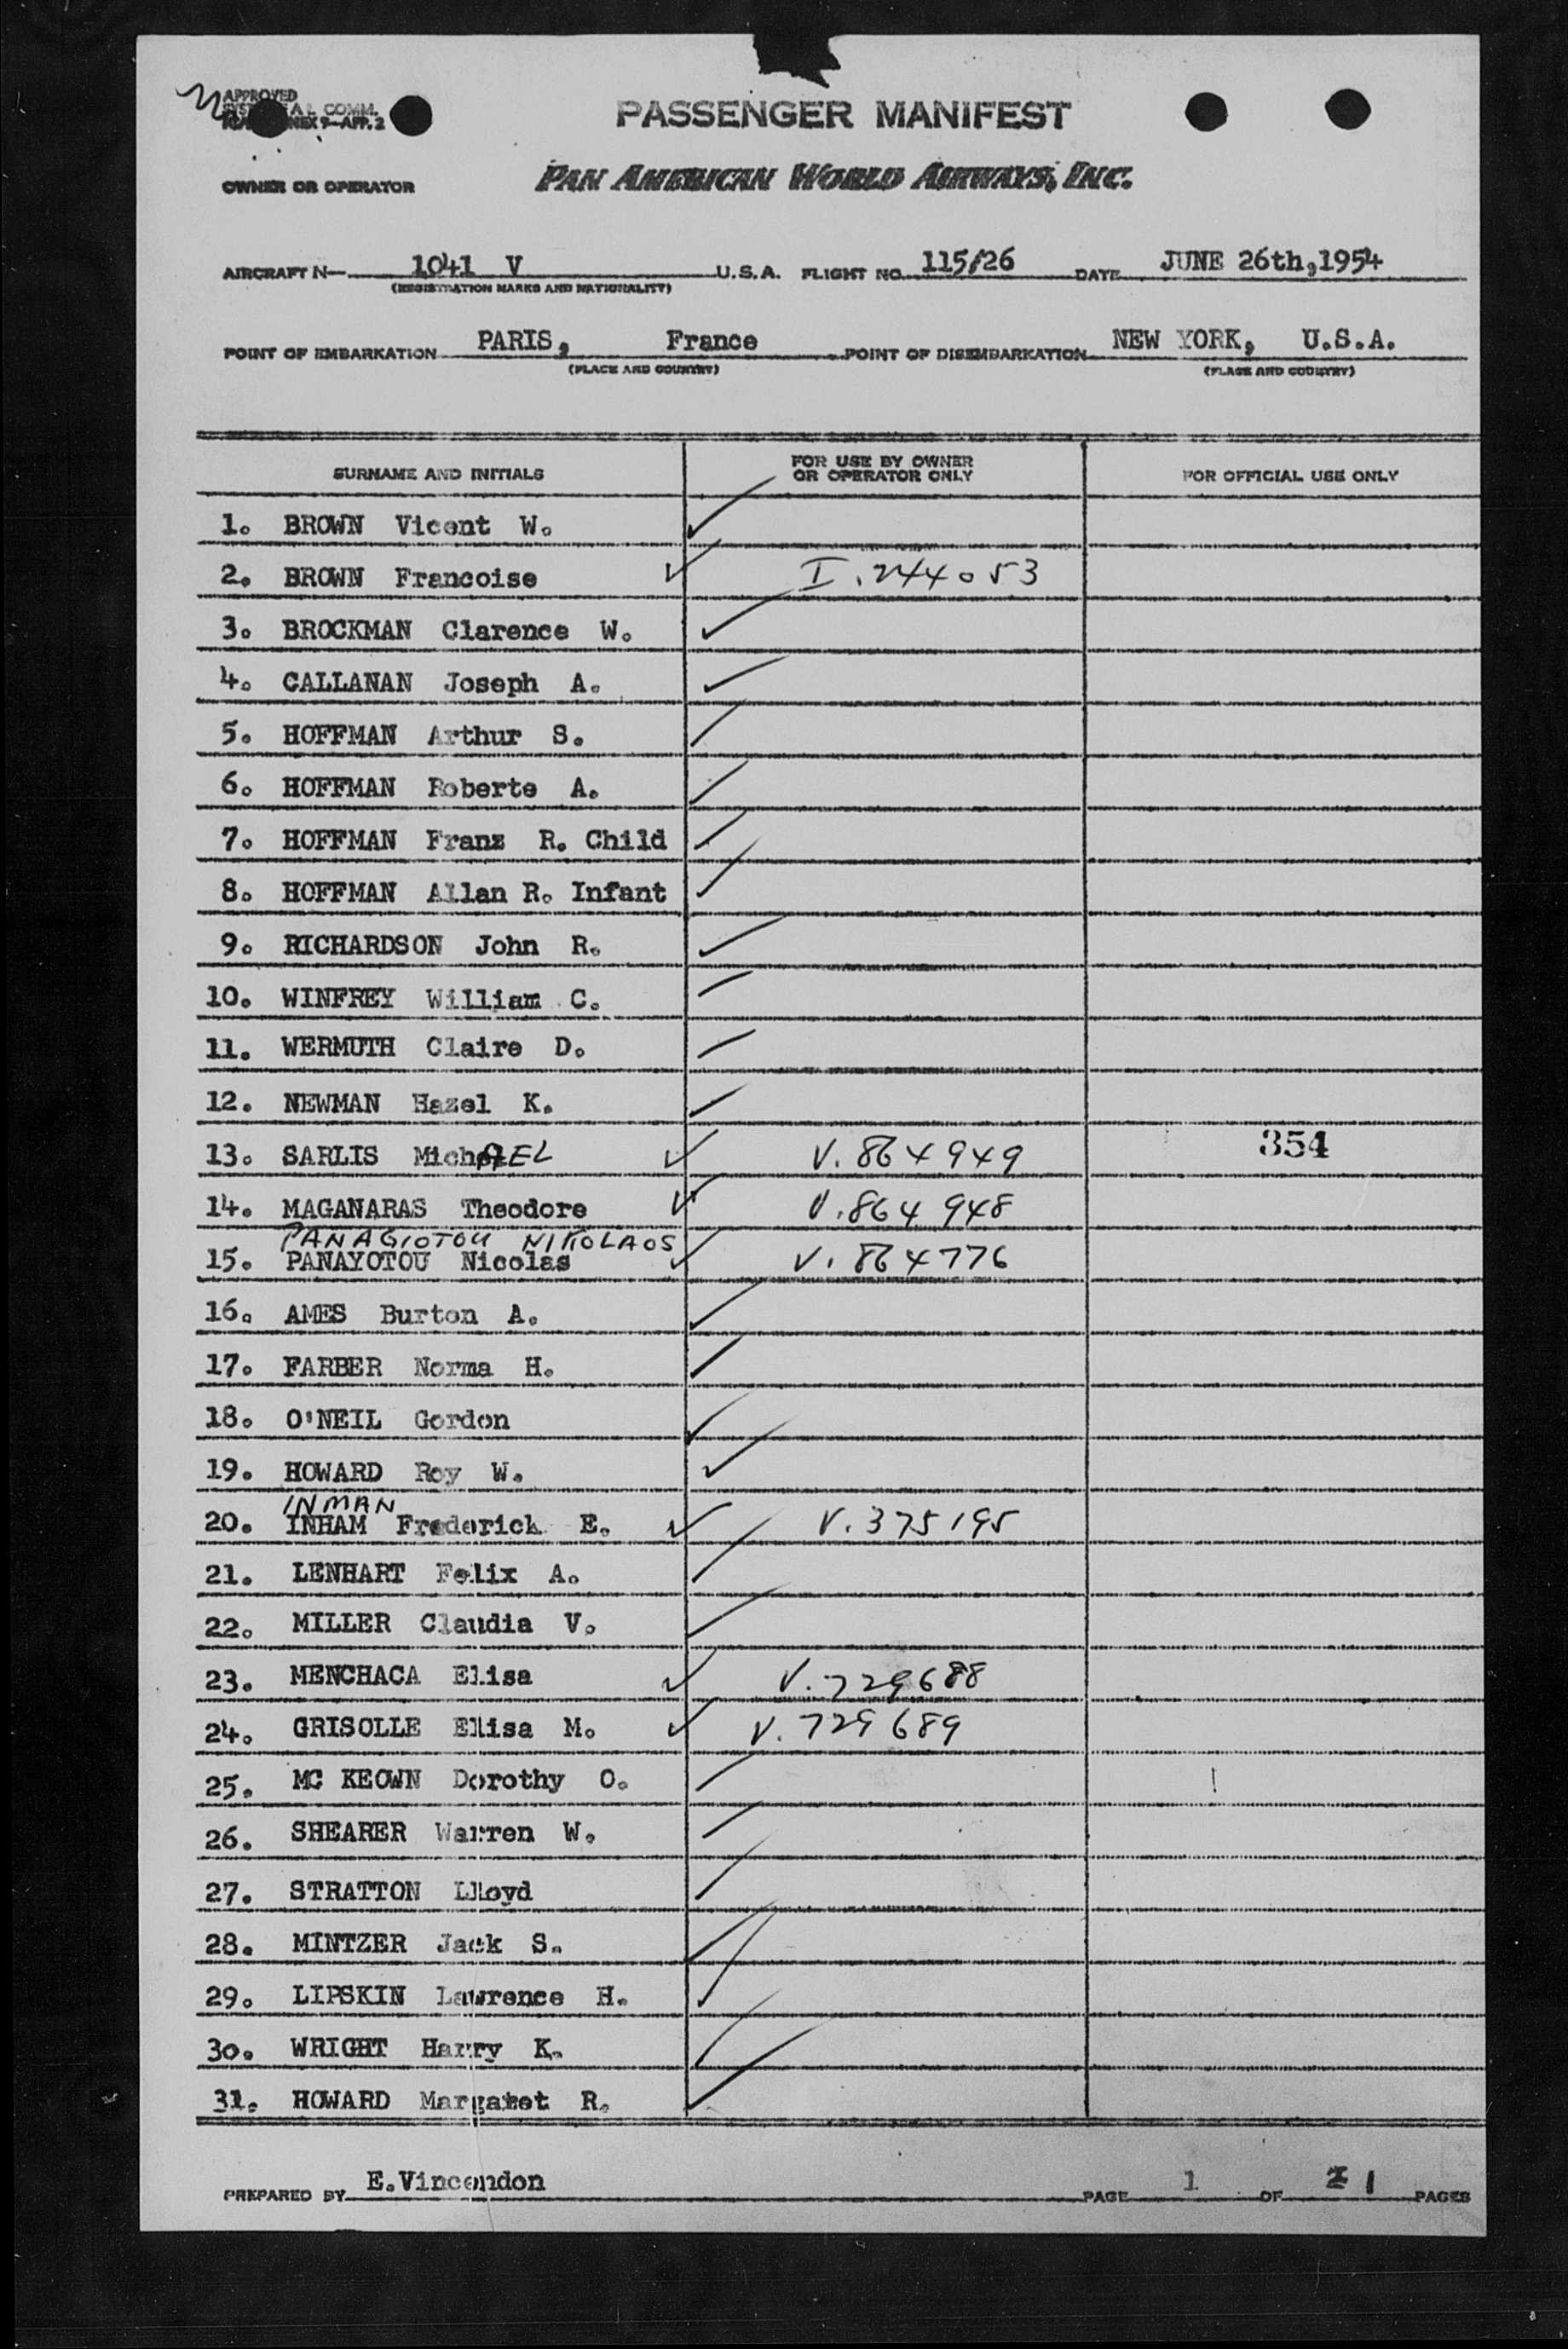 APPROVED
COMM.
NEX 9-APP. 2
PASSENGER MANIFEST
OWNER OR OPERATOR PAN AMERICAN WORLD AIRWAYS, INC.
AIRCRAFT N— 1041 V U.S.A. FLIGHT NO. 115/26 DATE JUNE 26th,1954
(REGISTRATION MARKS AND NATIONALITY)
POINT OF EMBARKATION PARIS, France POINT OF DISEMBARKATION NEW YORK, U.S.A.
(PLACE AND COUNTRY) (PLACE AND COUNTRY)
SURNAME AND INITIALS FOR USE BY OWNER OR OPERATOR ONLY FOR OFFICIAL USE ONLY
1. BROWN Vicent W.
2. BROWN Francoise I.244053
3. BROCKMAN Clarence W.
4. CALLANAN Joseph A.
5. HOFFMAN Arthur S.
6. HOFFMAN Roberte A.
7. HOFFMAN Franz R. Child
8. HOFFMAN Allan R. Infant
9. RICHARDSON John R.
10. WINFREY William C.
11. WERMUTH Claire D.
12. NEWMAN Hazel K.
13. SARLIS MichAEL V.864949 354
14. MAGANARAS Theodore V.864948
PANAGIOTOU NIKOLAOS
15. PANAYOTOU Nicolas V.864776
16. AMES Burton A.
17. FARBER Norma H.
18. O'NEIL Gordon
19. HOWARD Roy W.
INMAN
20. INHAM Frederick E. V.375195
21. LENHART Felix A.
22. MILLER Claudia V.
23. MENCHACA Elisa V.729688
24. GRISOLLE Elisa M. V.729689
25. MC KEOWN Dorothy O.
26. SHEARER Warren W.
27. STRATTON Lloyd
28. MINTZER Jack S.
29. LIPSKIN Lawrence H.
30. WRIGHT Harry K.
31. HOWARD Margaret R.
PREPARED BY E.Vincendon PAGE 1 OF 1 PAGES